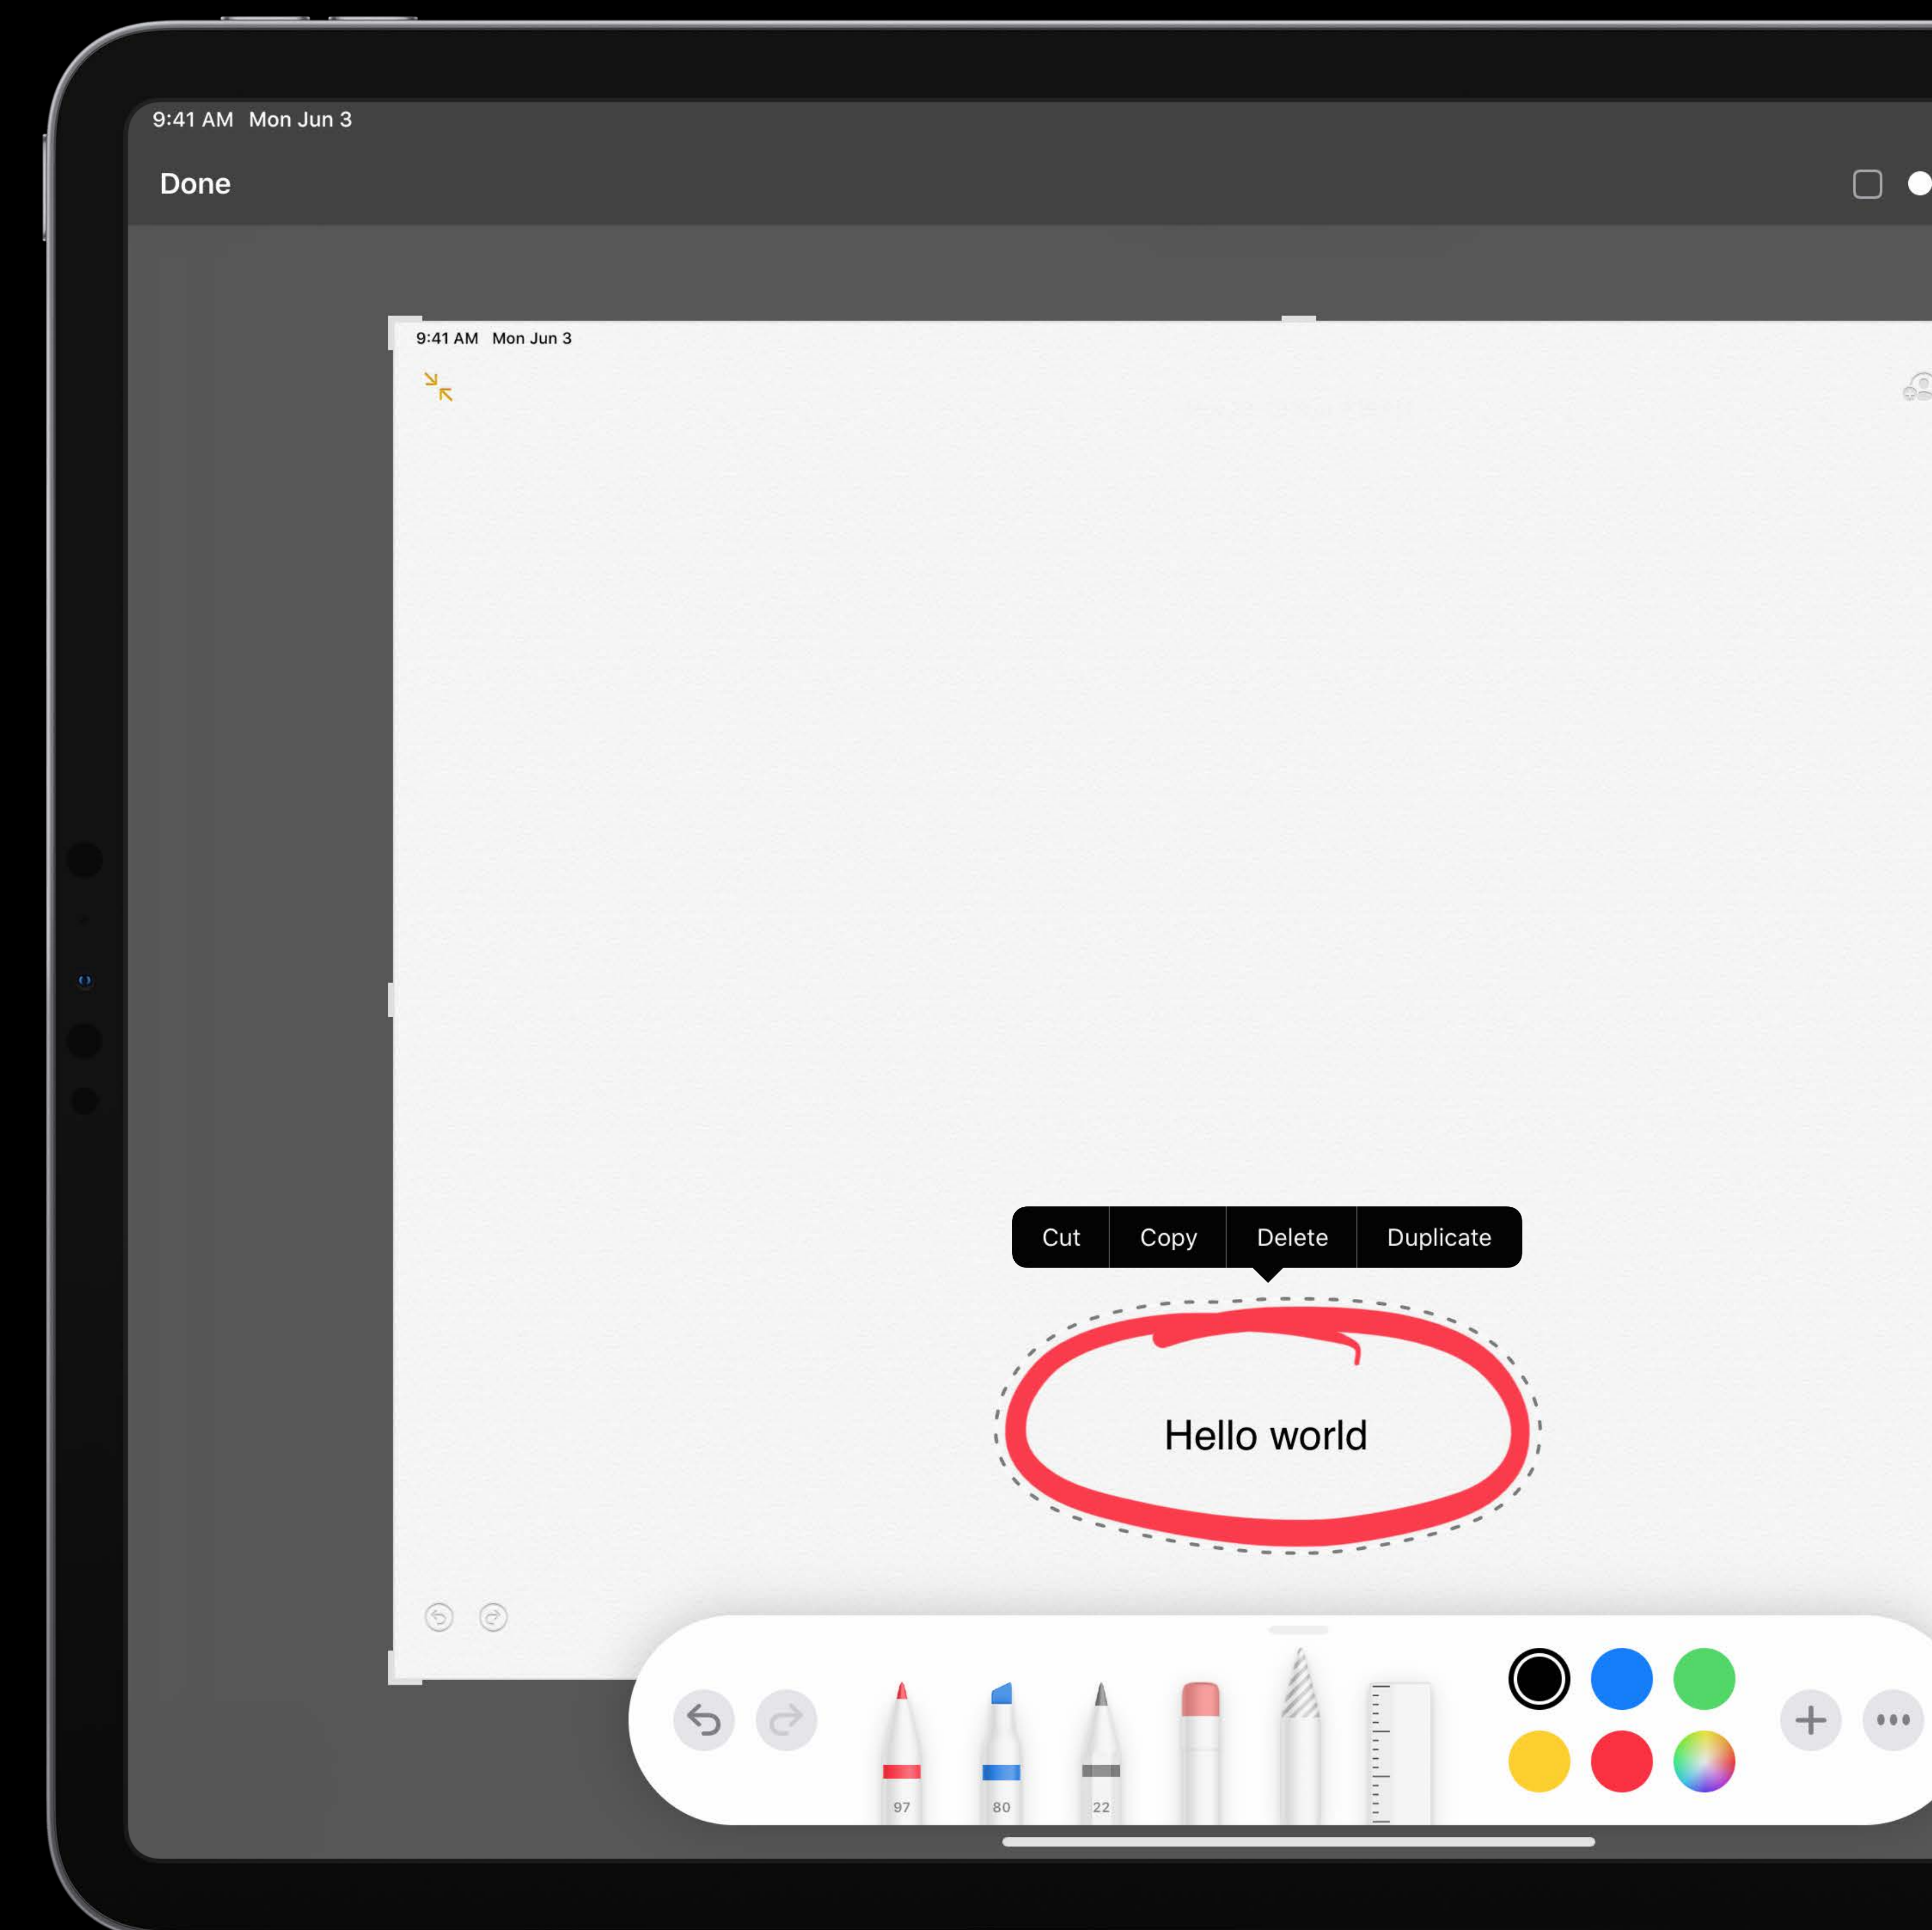 9:41 AM Mon Jun 3
Done
9:41 AM Mon Jun 3
Cut Copy Delete Duplicate
Hello world
97 80 22